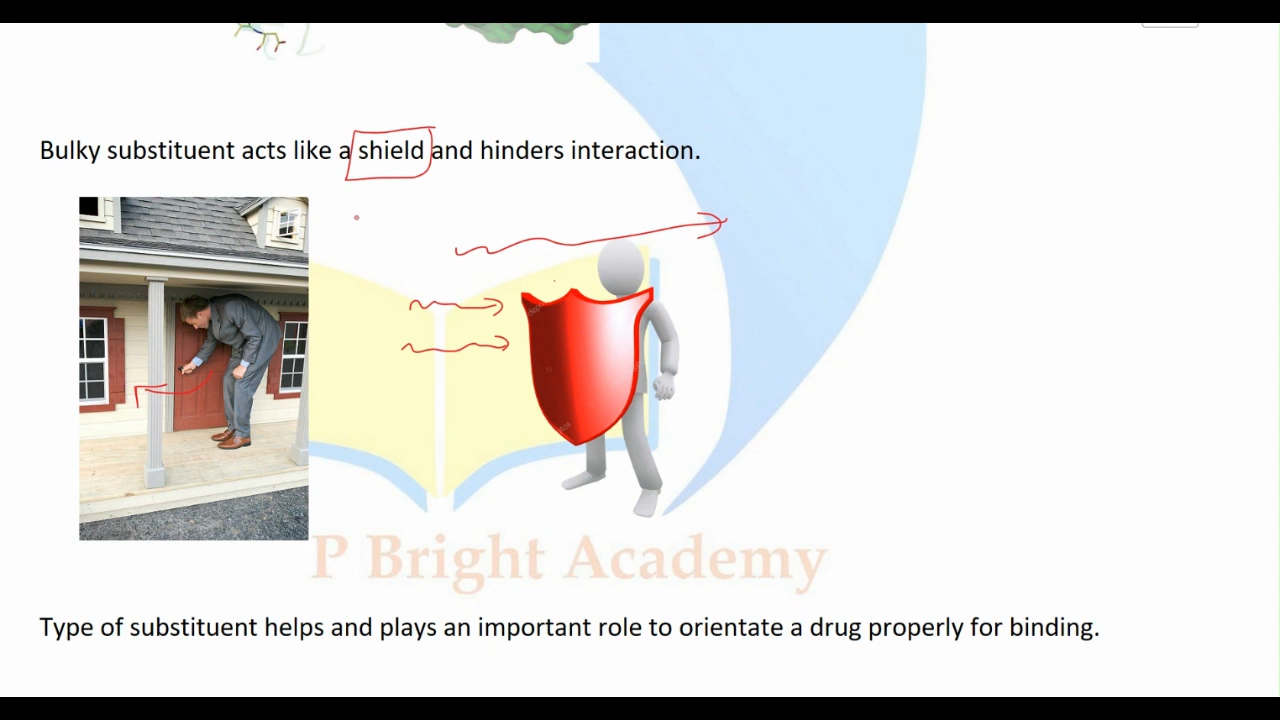 Bulky substituent acts like a shield and hinders interaction.
P Bright Academy
Type of substituent helps and plays an important role to orientate a drug properly for binding.